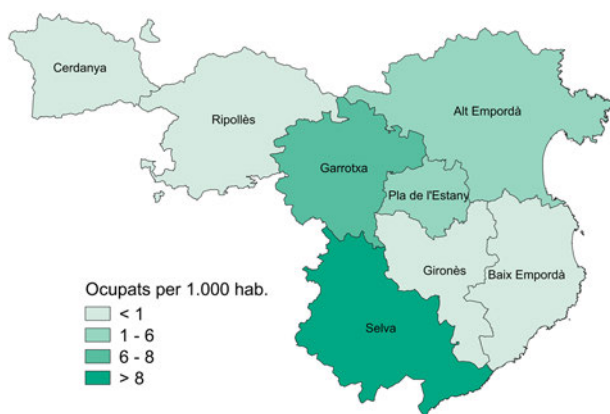 Cerdanya
Ripollès
Alt Empordà
Garrotxa
Pla de l'Estany
Gironès
Baix Empordà
Selva
Ocupats per 1.000 hab.
< 1
1 - 6
6 - 8
> 8